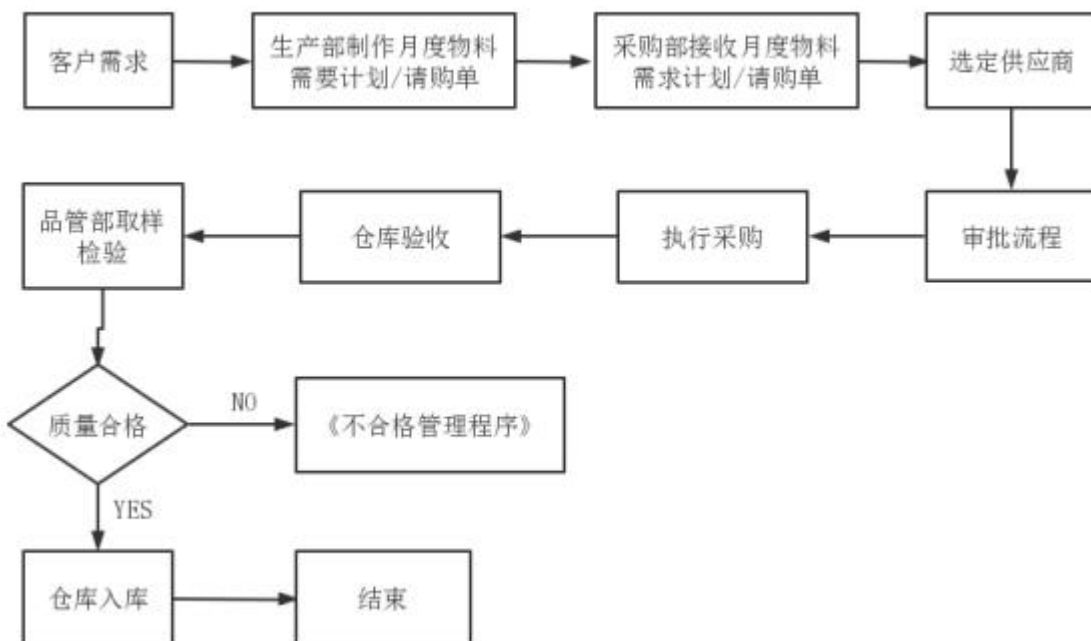 客户需求
生产部制作月度物料
需要计划/请购单
采购部接收月度物料
需求计划/请购单
选定供应商
审批流程
执行采购
仓库验收
品管部取样
检验
质量合格
NO
《不合格管理程序》
YES
仓库入库
结束